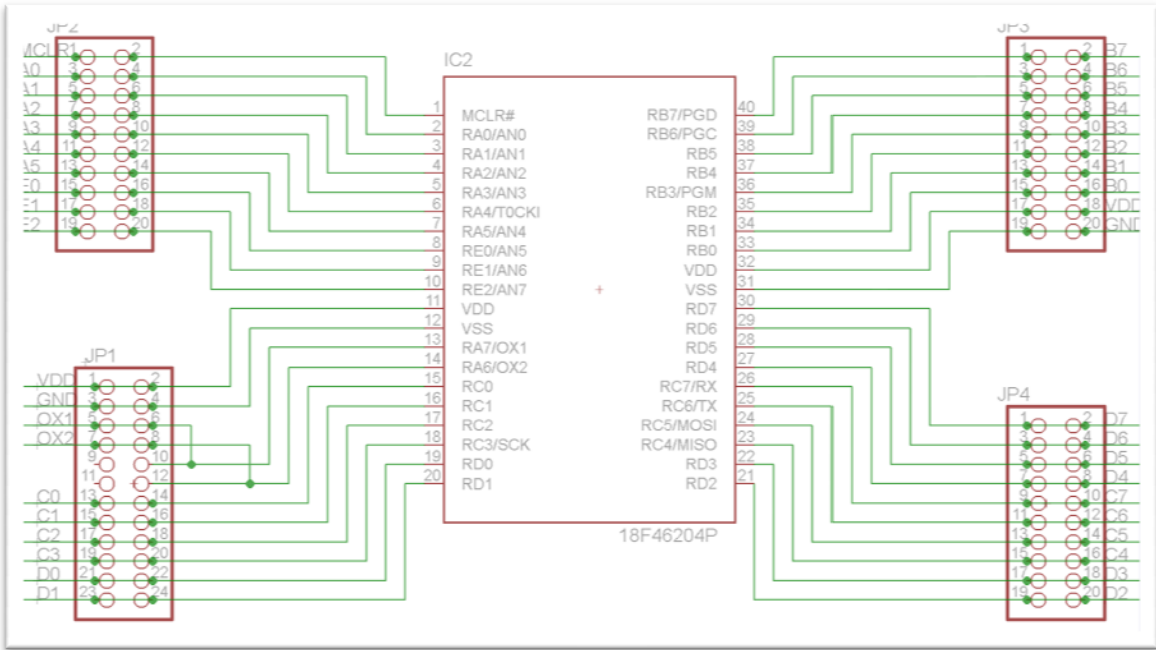 JP2
MCLR 1 2
A0 3 4
A1 5 6
A2 7 8
A3 9 10
A4 11 12
A5 13 14
E0 15 16
E1 17 18
E2 19 20
JP1
VDD 1 2
GND 3 4
OX1 5 6
OX2 7 8
9 10
11 12
C0 13 14
C1 15 16
C2 17 18
C3 19 20
D0 21 22
D1 23 24
IC2
1 MCLR# RB7/PGD 40
2 RA0/AN0 RB6/PGC 39
3 RA1/AN1 RB5 38
4 RA2/AN2 RB4 37
5 RA3/AN3 RB3/PGM 36
6 RA4/T0CKI RB2 35
7 RA5/AN4 RB1 34
8 RE0/AN5 RB0 33
9 RE1/AN6 VDD 32
10 RE2/AN7 VSS 31
11 VDD RD7 30
12 VSS RD6 29
13 RA7/OX1 RD5 28
14 RA6/OX2 RD4 27
15 RC0 RC7/RX 26
16 RC1 RC6/TX 25
17 RC2 RC5/MOSI 24
18 RC3/SCK RC4/MISO 23
19 RD0 RD3 22
20 RD1 RD2 21
18F46204P
JP3
1 2 B7
3 4 B6
5 6 B5
7 8 B4
9 10 B3
11 12 B2
13 14 B1
15 16 B0
17 18 VDD
19 20 GND
JP4
1 2 D7
3 4 D6
5 6 D5
7 8 D4
9 10 C7
11 12 C6
13 14 C5
15 16 C4
17 18 D3
19 20 D2